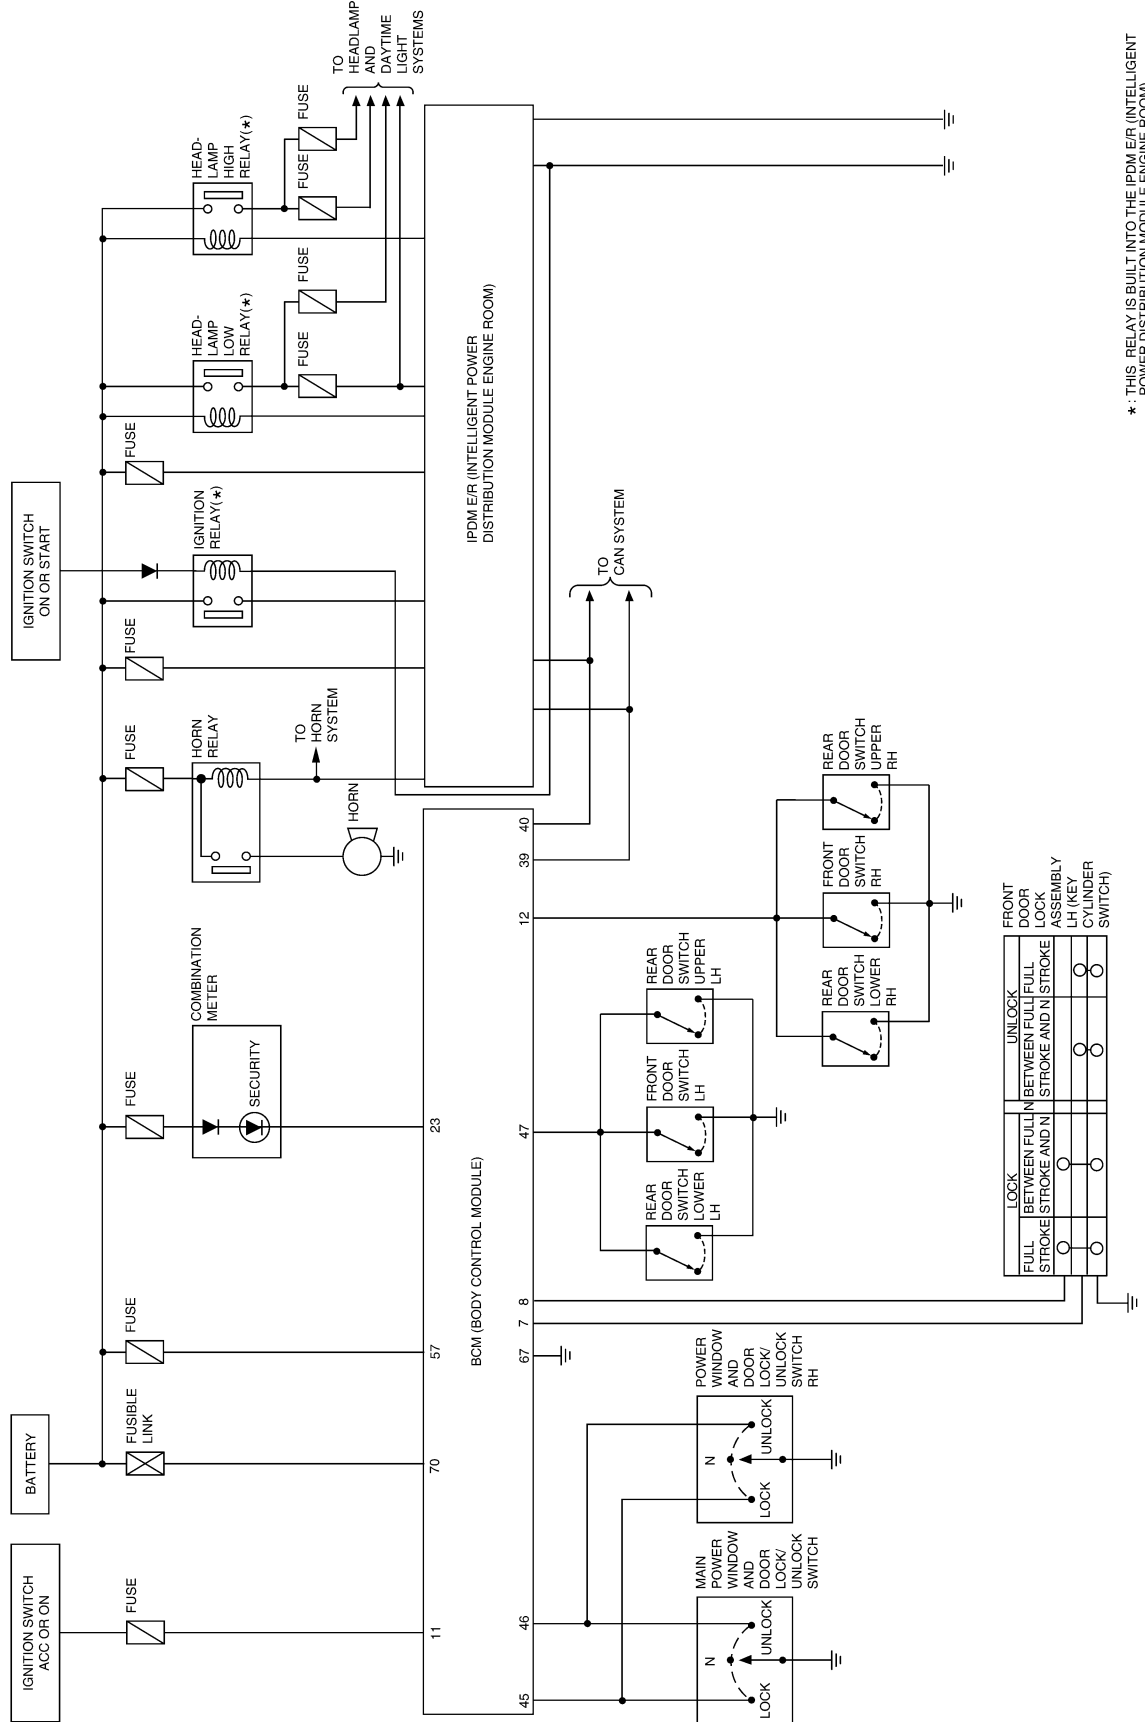 IGNITION SWITCH
ACC OR ON
BATTERY
IGNITION SWITCH
ON OR START
FUSE
FUSIBLE
LINK
FUSE
FUSE
FUSE
FUSE
FUSE
COMBINATION
METER
SECURITY
HORN
RELAY
TO
HORN
SYSTEM
HORN
IGNITION
RELAY(*)
HEAD-
LAMP
LOW
RELAY(*)
FUSE
FUSE
HEAD-
LAMP
HIGH
RELAY(*)
FUSE
FUSE
TO
HEADLAMP
AND
DAYTIME
LIGHT
SYSTEMS
11
70
57
23
BCM (BODY CONTROL MODULE)
IPDM E/R (INTELLIGENT POWER
DISTRIBUTION MODULE ENGINE ROOM)
45
46
67
7
8
47
12
39
40
TO
CAN SYSTEM
MAIN
POWER
WINDOW
AND
DOOR
LOCK/
UNLOCK
SWITCH
LOCK
N
UNLOCK
POWER
WINDOW
AND
DOOR
LOCK/
UNLOCK
SWITCH
RH
LOCK
N
UNLOCK
REAR
DOOR
SWITCH
LOWER
LH
FRONT
DOOR
SWITCH
LH
REAR
DOOR
SWITCH
UPPER
LH
REAR
DOOR
SWITCH
LOWER
RH
FRONT
DOOR
SWITCH
RH
REAR
DOOR
SWITCH
UPPER
RH
LOCK
N
UNLOCK
FULL
STROKE
BETWEEN FULL
STROKE AND N
BETWEEN FULL
STROKE AND N
FULL
STROKE
FRONT
DOOR
LOCK
ASSEMBLY
LH (KEY
CYLINDER
SWITCH)
* : THIS RELAY IS BUILT INTO THE IPDM E/R (INTELLIGENT
POWER DISTRIBUTION MODULE ENGINE ROOM)